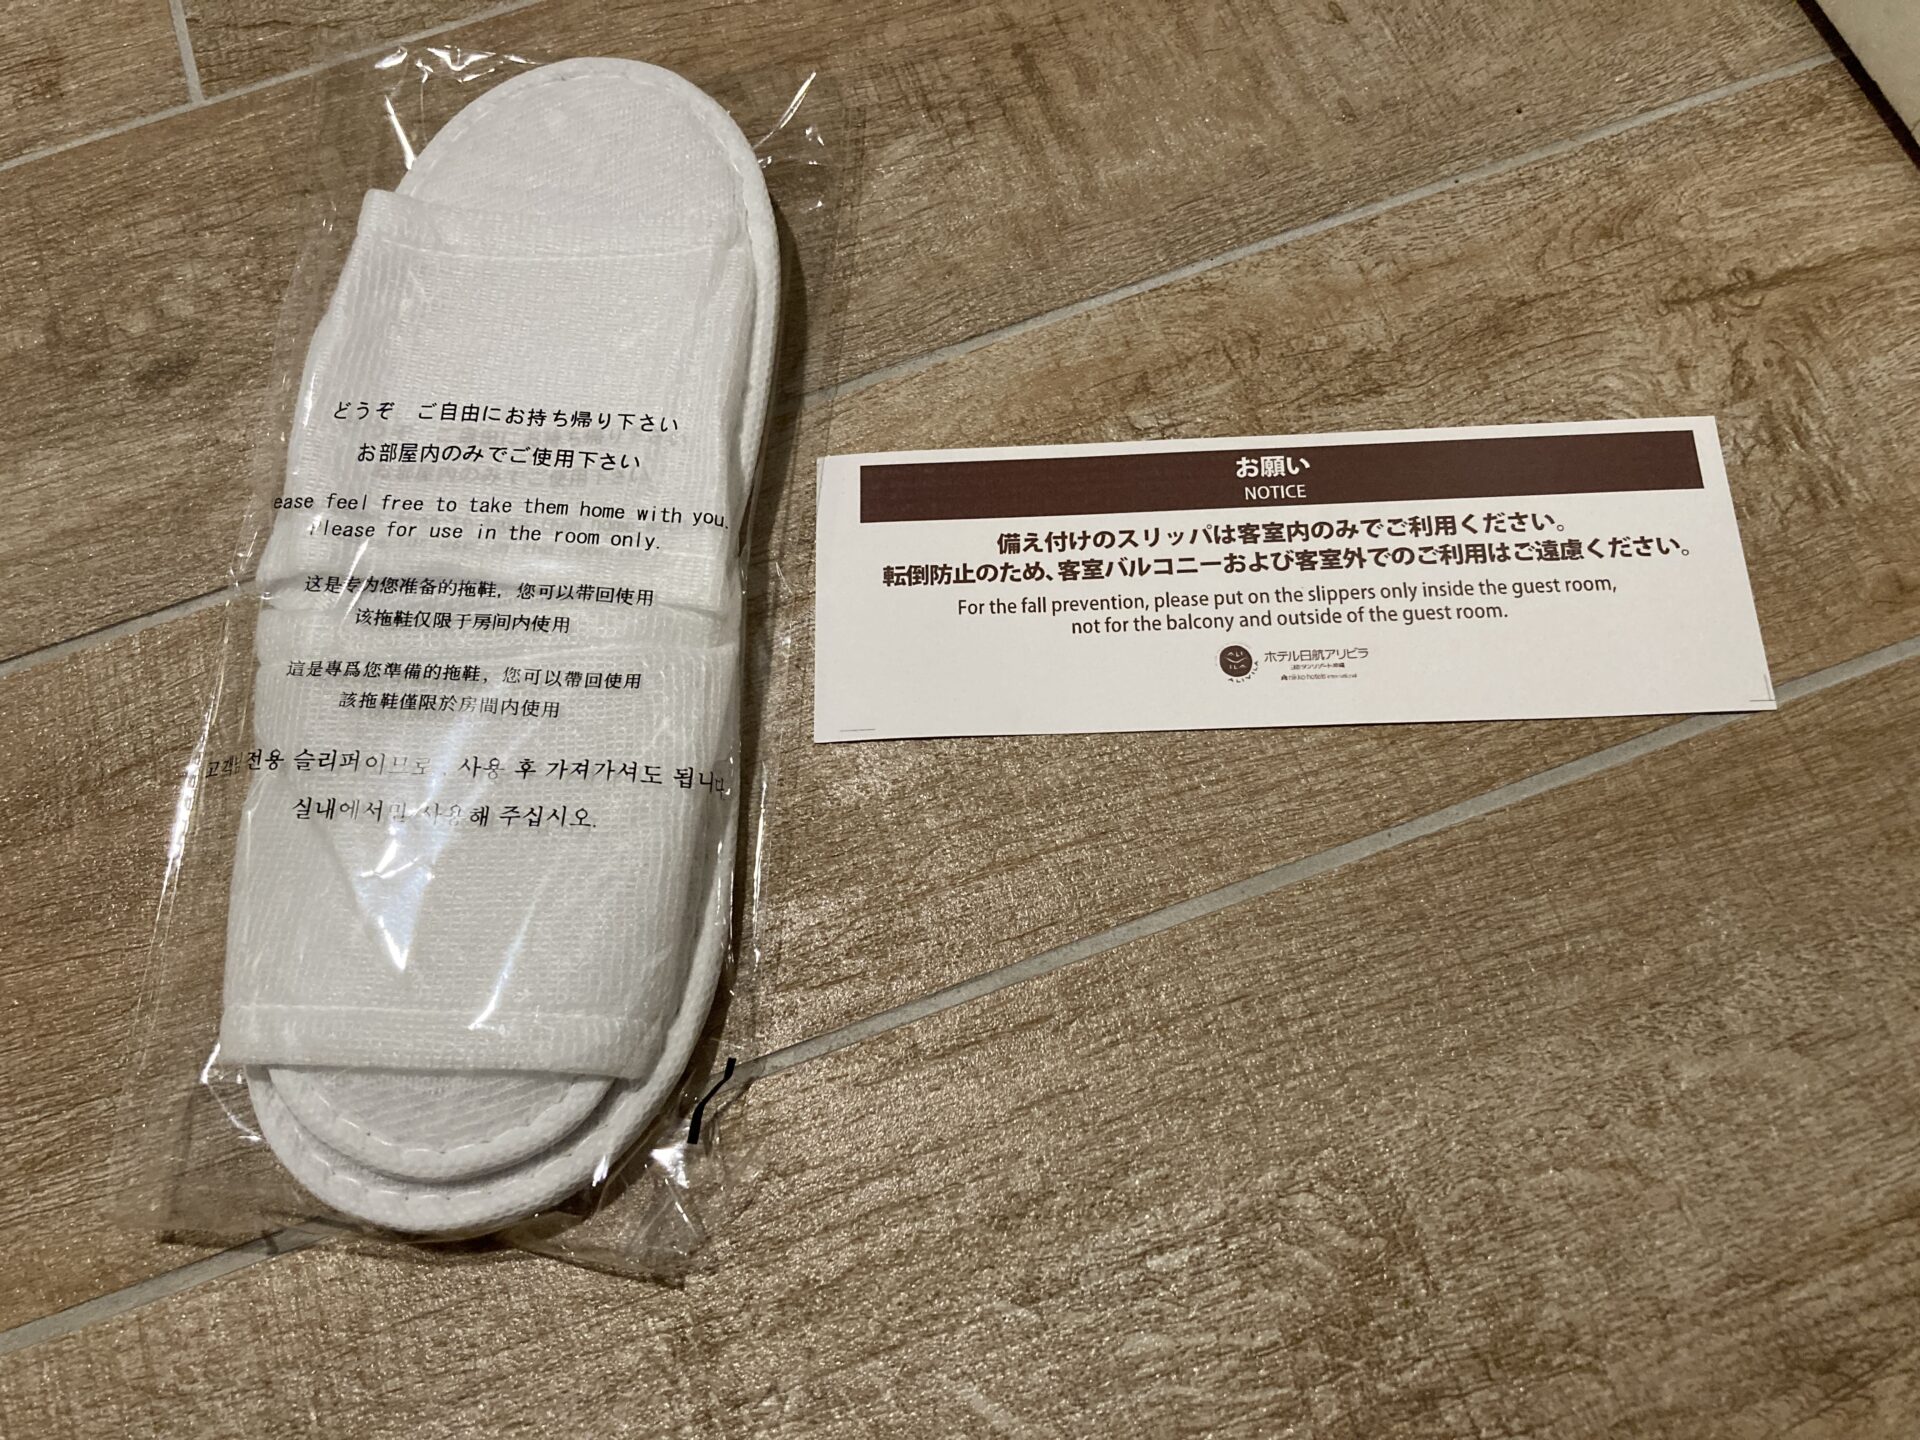 どうぞ ご自由にお持ち帰り下さい
お部屋内のみでご使用下さい
ease feel free to take them home with you.
Please for use in the room only.
这是专为您准备的拖鞋，您可以带回使用
该拖鞋仅限于房间内使用
這是專爲您準備的拖鞋，您可以帶回使用
該拖鞋僅限於房間内使用
고객님 전용 슬리퍼이므로, 사용 후 가져가셔도 됩니다.
실내에서만 사용해 주십시오.
お願い
NOTICE
備え付けのスリッパは客室内のみでご利用ください。
転倒防止のため、客室バルコニーおよび客室外でのご利用はご遠慮ください。
For the fall prevention, please put on the slippers only inside the guest room,
not for the balcony and outside of the guest room.
ALIVILA
ホテル日航アリビラ
nikko hotels international